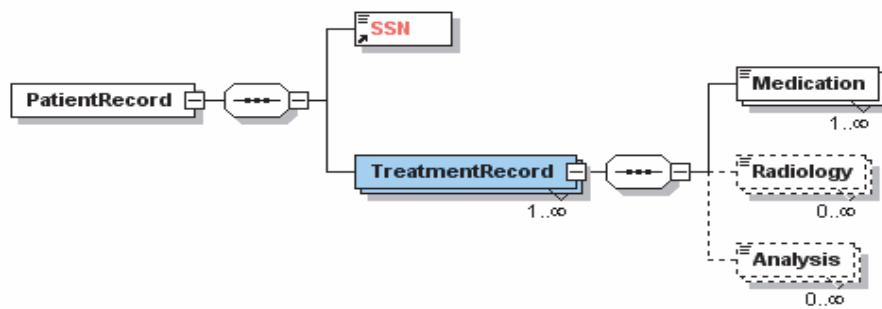 SSN
PatientRecord
Medication
1..∞
TreatmentRecord
1..∞
Radiology
0..∞
Analysis
0..∞